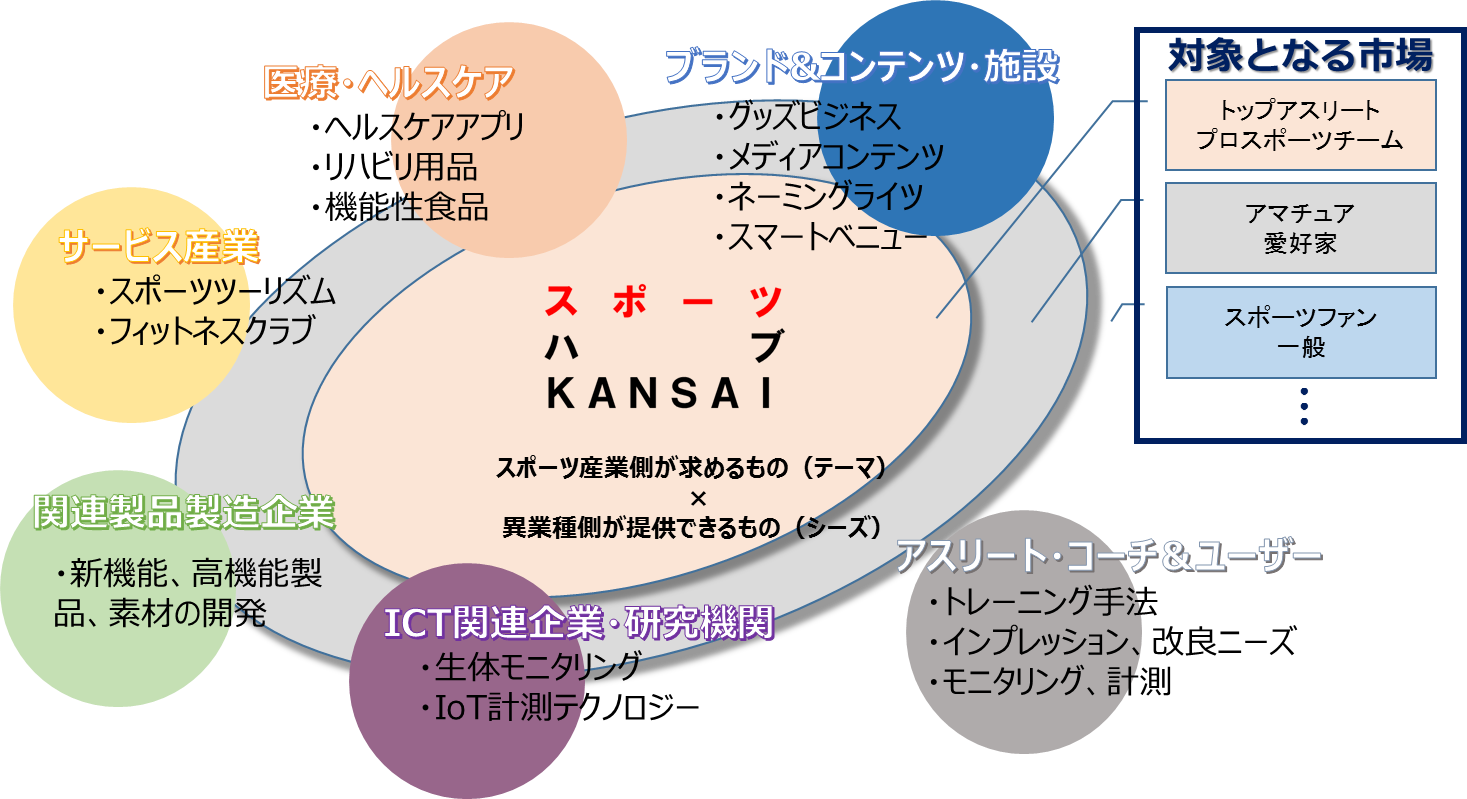 医療・ヘルスケア
・ヘルスケアアプリ
・リハビリ用品
・機能性食品
ブランド&コンテンツ・施設
・グッズビジネス
・メディアコンテンツ
・ネーミングライツ
・スマートベニュー
対象となる市場
トップアスリート
プロスポーツチーム
アマチュア
愛好家
スポーツファン
一般
サービス産業
・スポーツツーリズム
・フィットネスクラブ
スポーツ
ハブ
KANSAI
スポーツ産業側が求めるもの（テーマ）
×
異業種側が提供できるもの（シーズ）
関連製品製造企業
・新機能、高機能製
品、素材の開発
ICT関連企業・研究機関
・生体モニタリング
・IoT計測テクノロジー
アスリート・コーチ&ユーザー
・トレーニング手法
・インプレッション、改良ニーズ
・モニタリング、計測